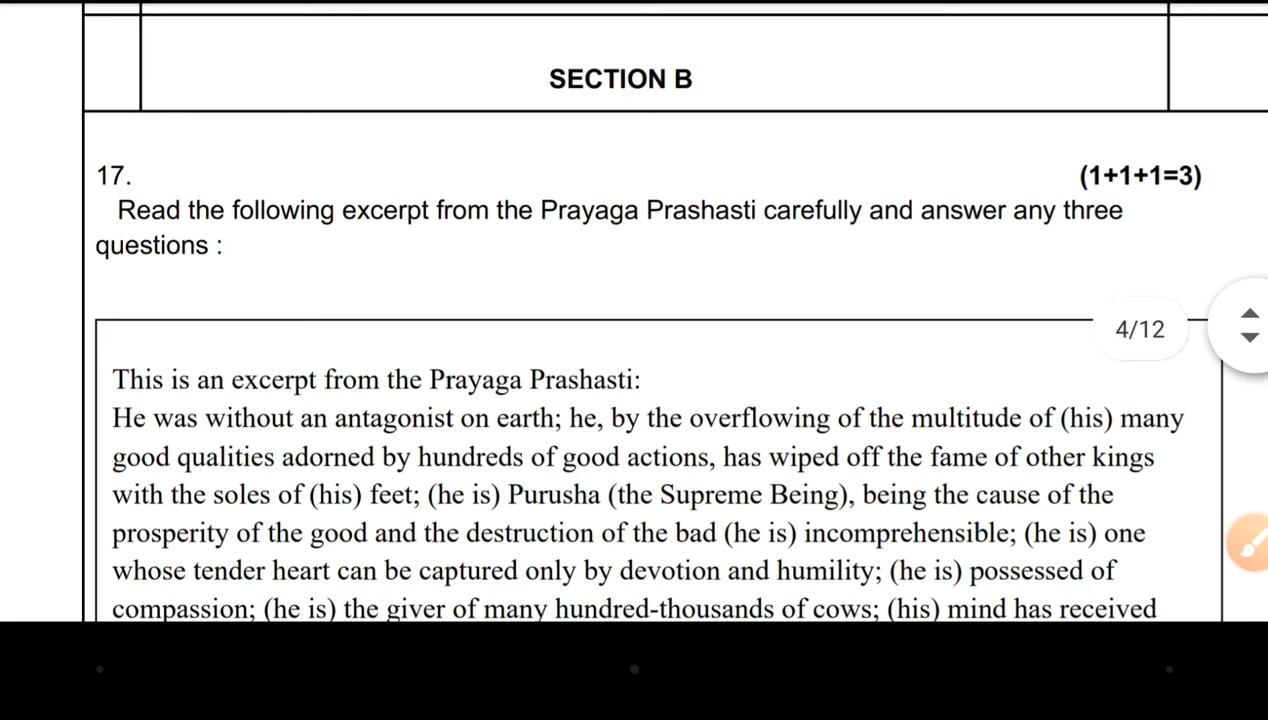 SECTION B
17.
(1+1+1=3)
Read the following excerpt from the Prayaga Prashasti carefully and answer any three
questions :
4/12
This is an excerpt from the Prayaga Prashasti:
He was without an antagonist on earth; he, by the overflowing of the multitude of (his) many
good qualities adorned by hundreds of good actions, has wiped off the fame of other kings
with the soles of (his) feet; (he is) Purusha (the Supreme Being), being the cause of the
prosperity of the good and the destruction of the bad (he is) incomprehensible; (he is) one
whose tender heart can be captured only by devotion and humility; (he is) possessed of
compassion; (he is) the giver of many hundred-thousands of cows; (his) mind has received